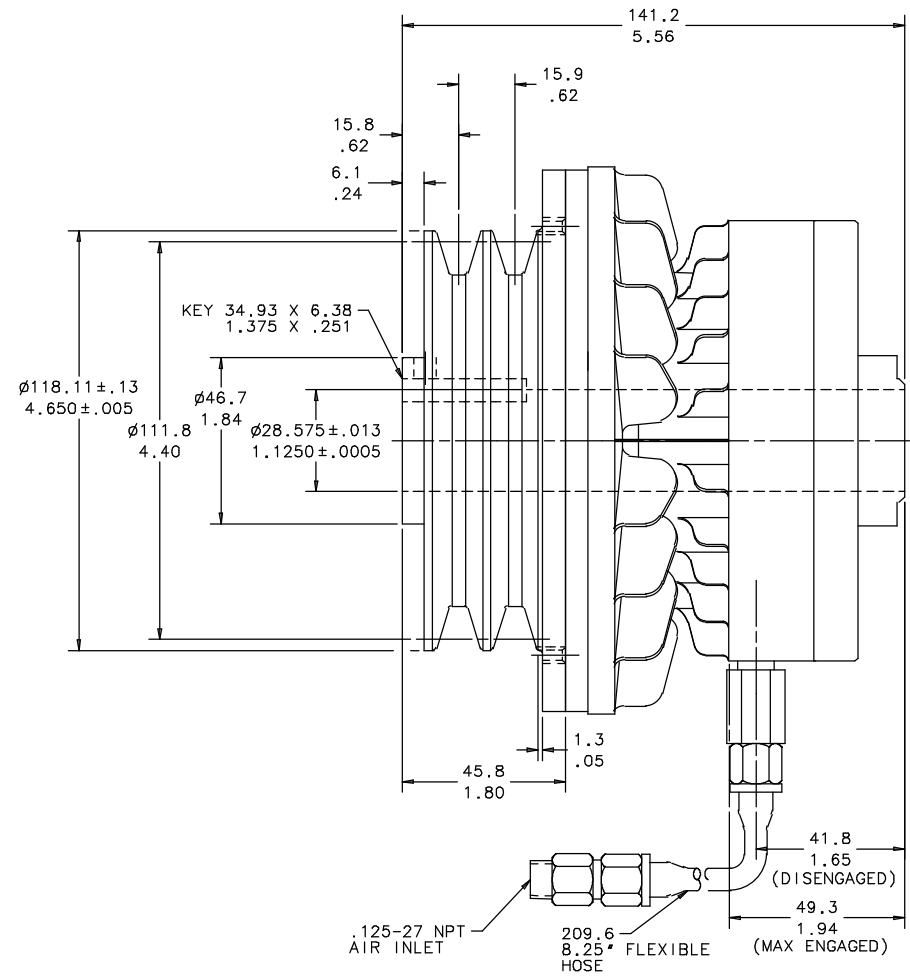 141.2
5.56
15.9
.62
15.8
.62
6.1
.24
KEY 34.93 X 6.38
1.375 X .251
Ø118.11±.13
4.650±.005
Ø46.7
1.84
Ø111.8
4.40
Ø28.575±.013
1.1250±.0005
1.3
.05
45.8
1.80
41.8
1.65
(DISENGAGED)
49.3
1.94
(MAX ENGAGED)
.125-27 NPT
AIR INLET
209.6
8.25" FLEXIBLE
HOSE